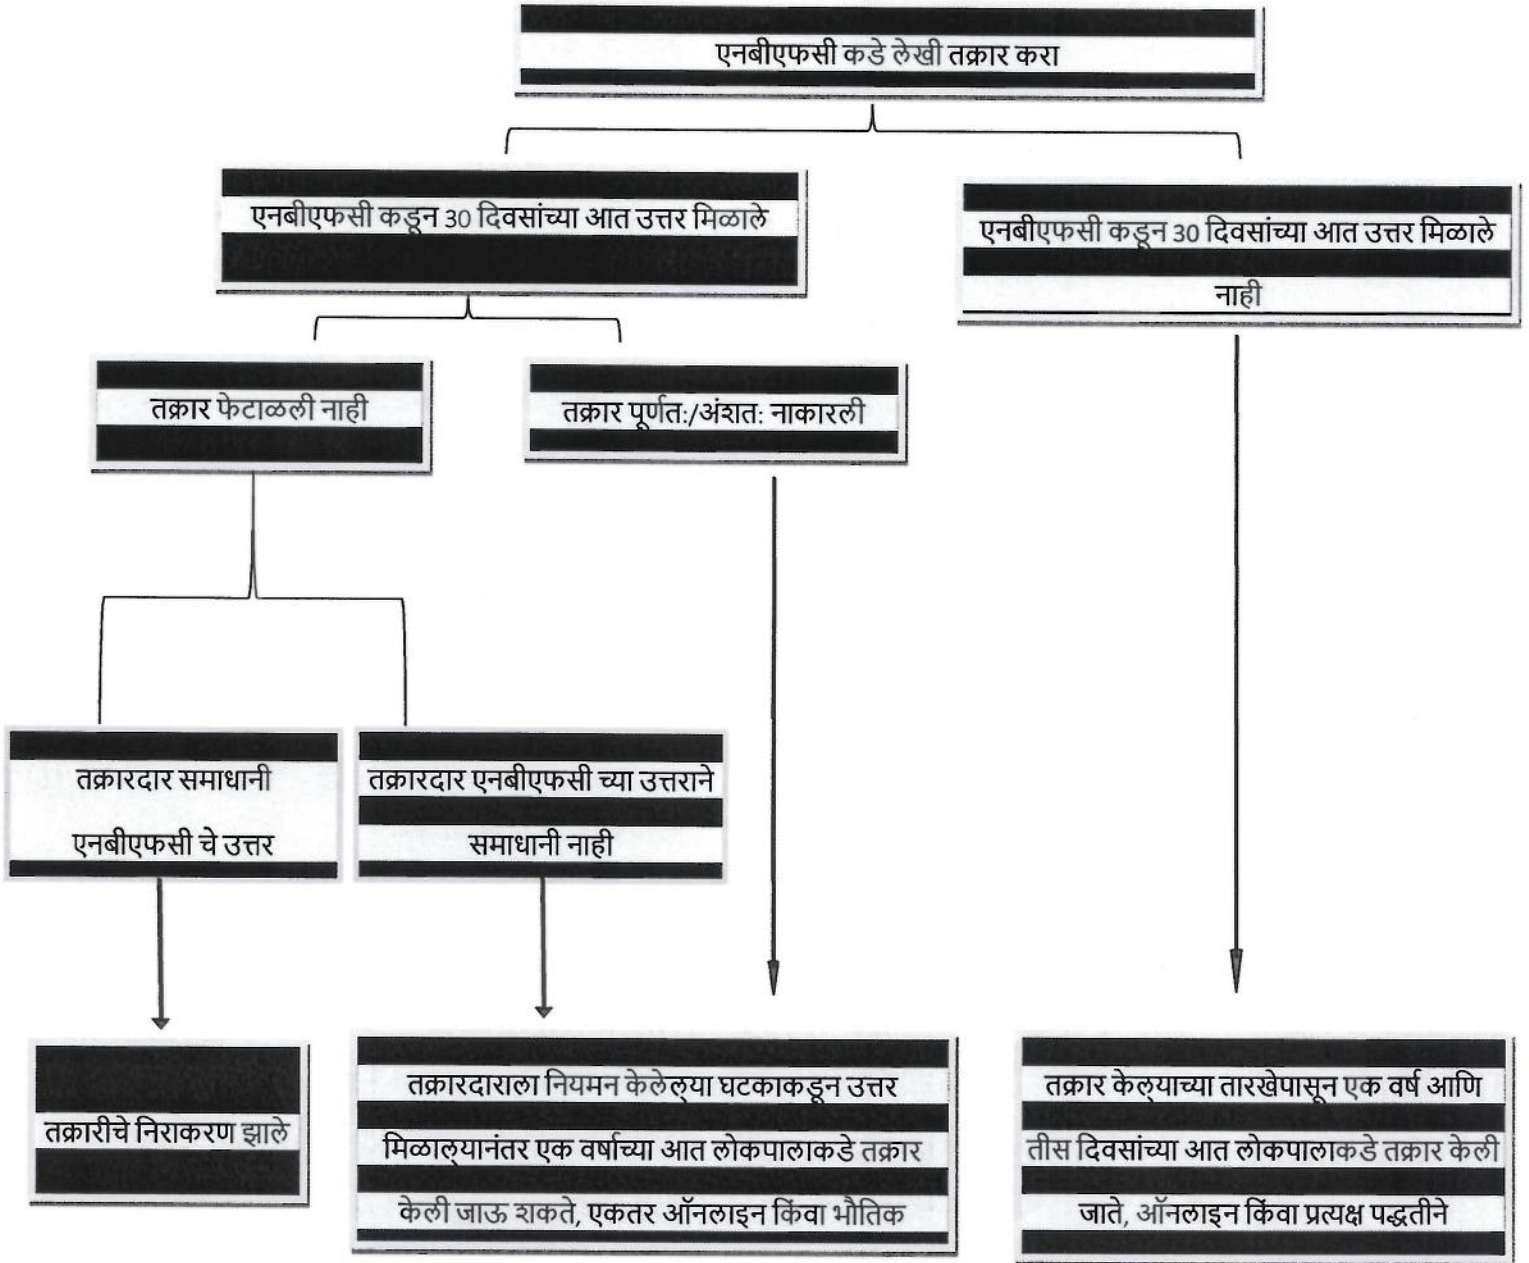 एनबीएफसी कडे लेखी तक्रार करा
एनबीएफसी कडून 30 दिवसांच्या आत उत्तर मिळाले
एनबीएफसी कडून 30 दिवसांच्या आत उत्तर मिळाले
नाही
तक्रार फेटाळली नाही
तक्रार पूर्णत:/अंशत: नाकारली
तक्रारदार समाधानी
एनबीएफसी चे उत्तर
तक्रारदार एनबीएफसी च्या उत्तराने
समाधानी नाही
तक्रारीचे निराकरण झाले
तक्रारदाराला नियमन केलेल्या घटकाकडून उत्तर
मिळाल्यानंतर एक वर्षाच्या आत लोकपालाकडे तक्रार
केली जाऊ शकते, एकतर ऑनलाइन किंवा भौतिक
तक्रार केल्याच्या तारखेपासून एक वर्ष आणि
तीस दिवसांच्या आत लोकपालाकडे तक्रार केली
जाते, ऑनलाइन किंवा प्रत्यक्ष पद्धतीने